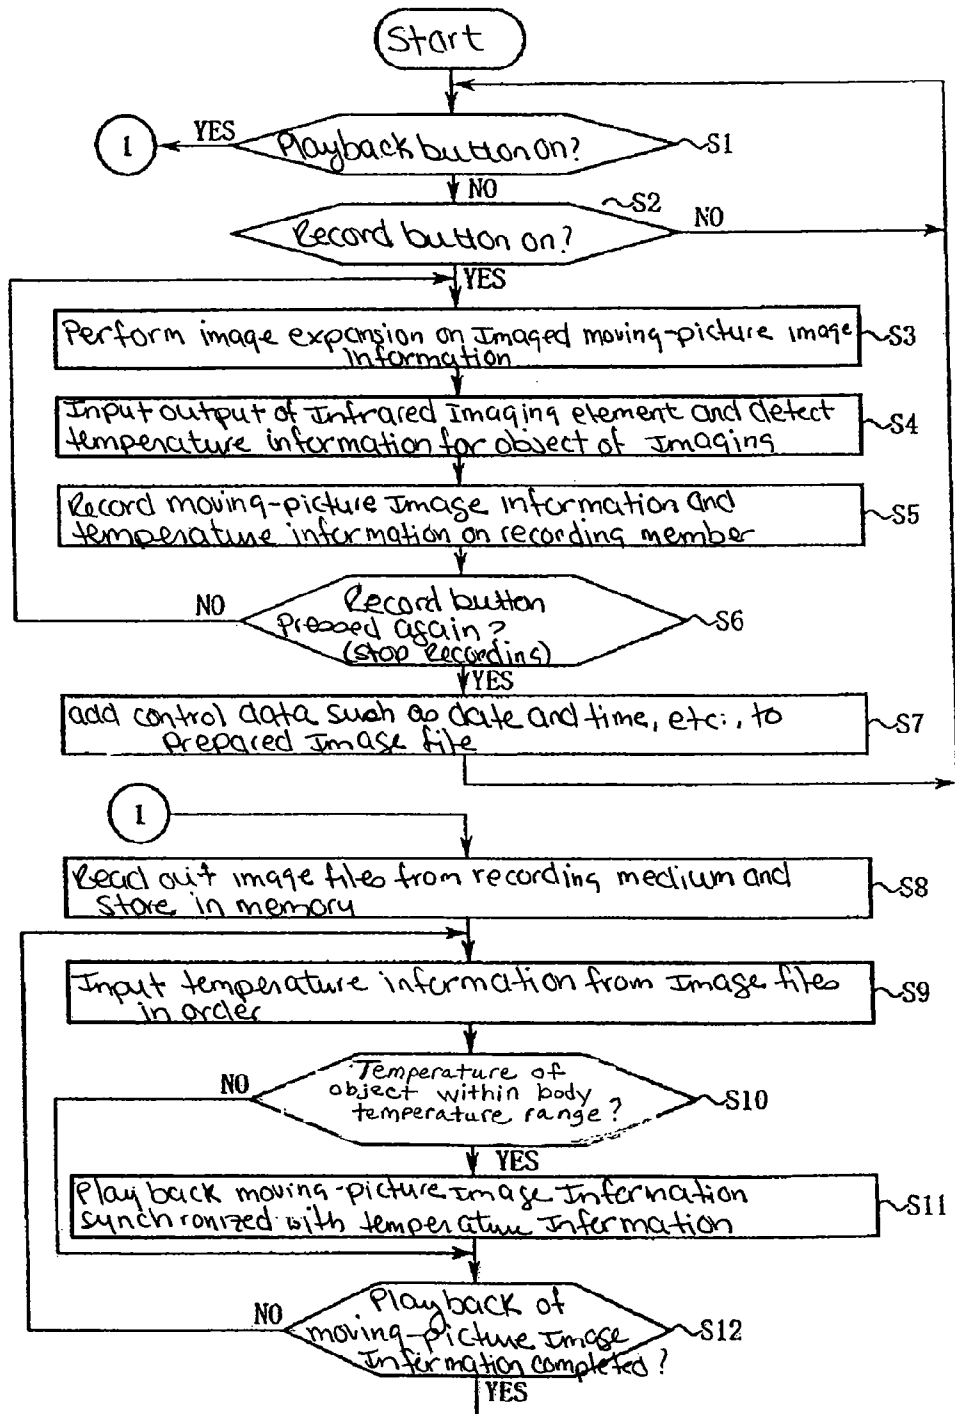 Start
1
YES
Playback button on?
S1
NO
S2
Record button on?
NO
YES
Perform image expansion on Imaged moving-picture image
information
S3
Input output of Infrared Imaging element and detect
temperature information for object of Imaging
S4
Record moving-picture Image information and
temperature information on recording member
S5
NO
Record button
Pressed again?
(stop Recording)
S6
YES
add control data such as date and time, etc:, to
prepared Image file
S7
1
Read out image files from recording medium and
store in memory
S8
Input temperature information from Image files
in order
S9
NO
Temperature of
object within body
temperature range?
S10
YES
Playback moving-picture Image Information
synchronized with temperature Information
S11
NO
Playback of
moving-picture Image
Information completed?
S12
YES